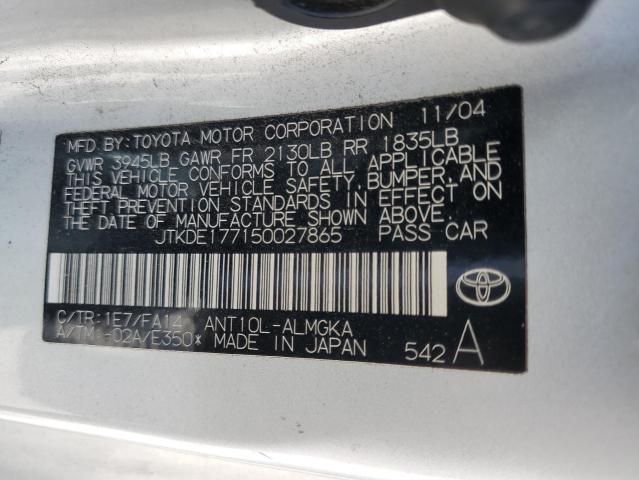 MFD. BY: TOYOTA MOTOR CORPORATION 11/04
GVWR 3945LB GAWR FR 2130LB RR 1835LB
THIS VEHICLE CONFORMS TO ALL APPLICABLE
FEDERAL MOTOR VEHICLE SAFETY, BUMPER, AND
THEFT PREVENTION STANDARDS IN EFFECT ON
THE DATE OF MANUFACTURE SHOWN ABOVE.
JTKDE177150027865 PASS CAR
C/TR: 1E7/FA14 ANT10L-ALMGKA
A/TM: -02A/E350* MADE IN JAPAN 542 A